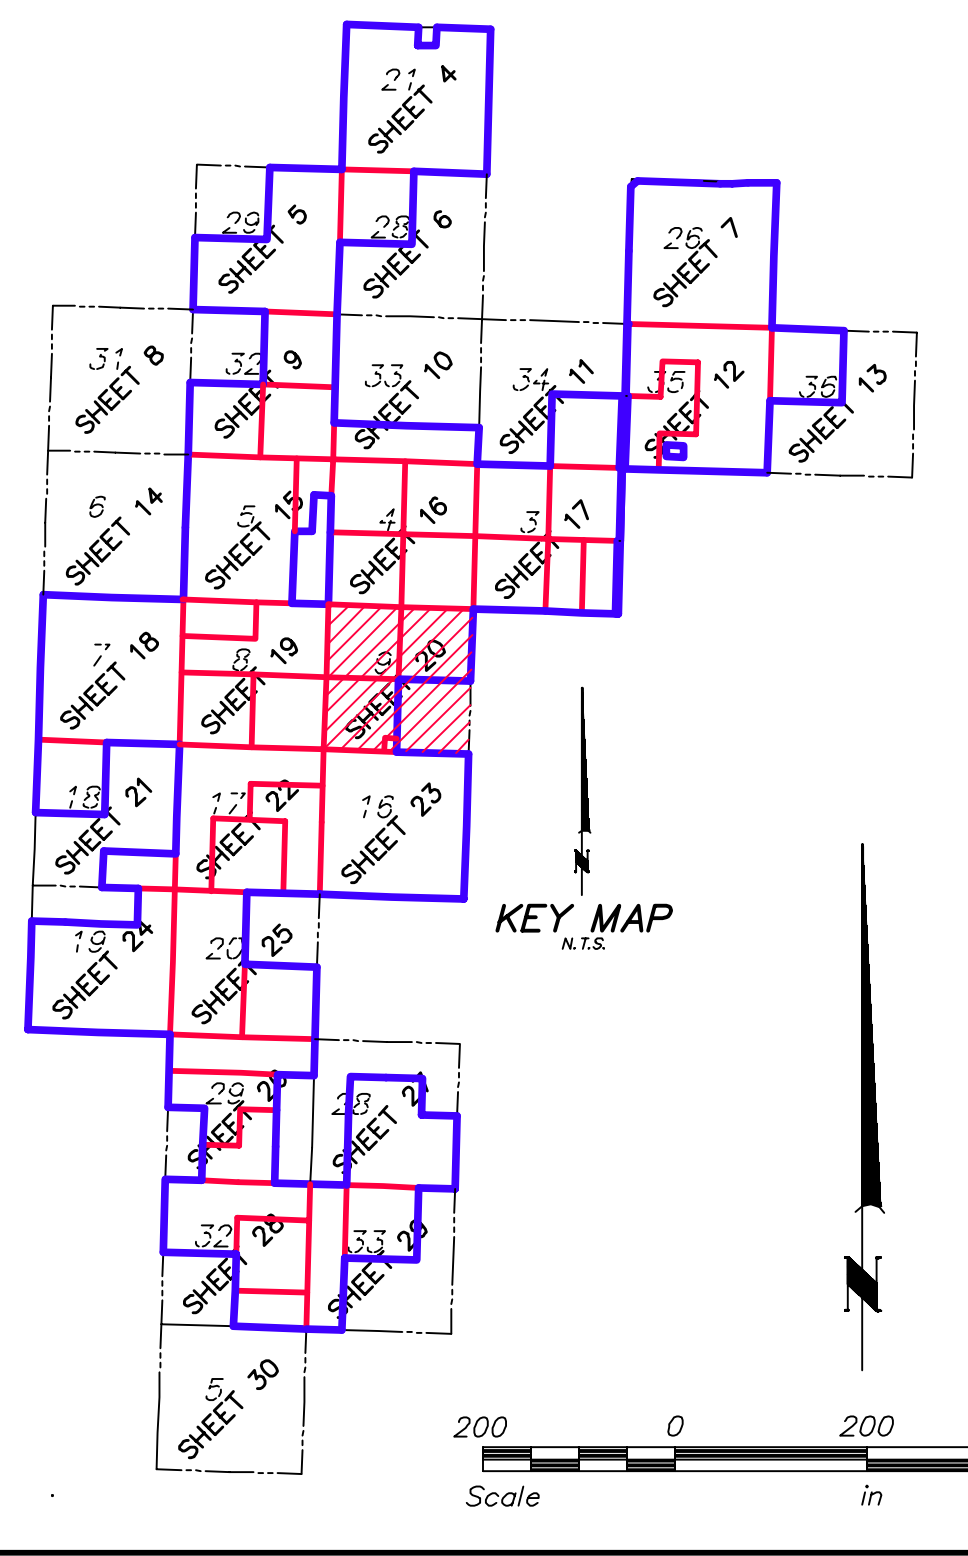 21
SHEET 4
29
SHEET 5
28
SHEET 6
26
SHEET 7
31
SHEET 8
32
SHEET 9
33
SHEET 10
34
SHEET 11
35
SHEET 12
36
SHEET 13
6
SHEET 14
5
SHEET 15
4
SHEET 16
3
SHEET 17
7
SHEET 18
8
SHEET 19
9
SHEET 20
18
SHEET 21
17
SHEET 22
16
SHEET 23
19
SHEET 24
20
SHEET 25
29
SHEET 26
28
SHEET 27
32
SHEET 28
33
SHEET 29
5
SHEET 30
N
KEY MAP
N.T.S.
N
200 0 200
Scale in